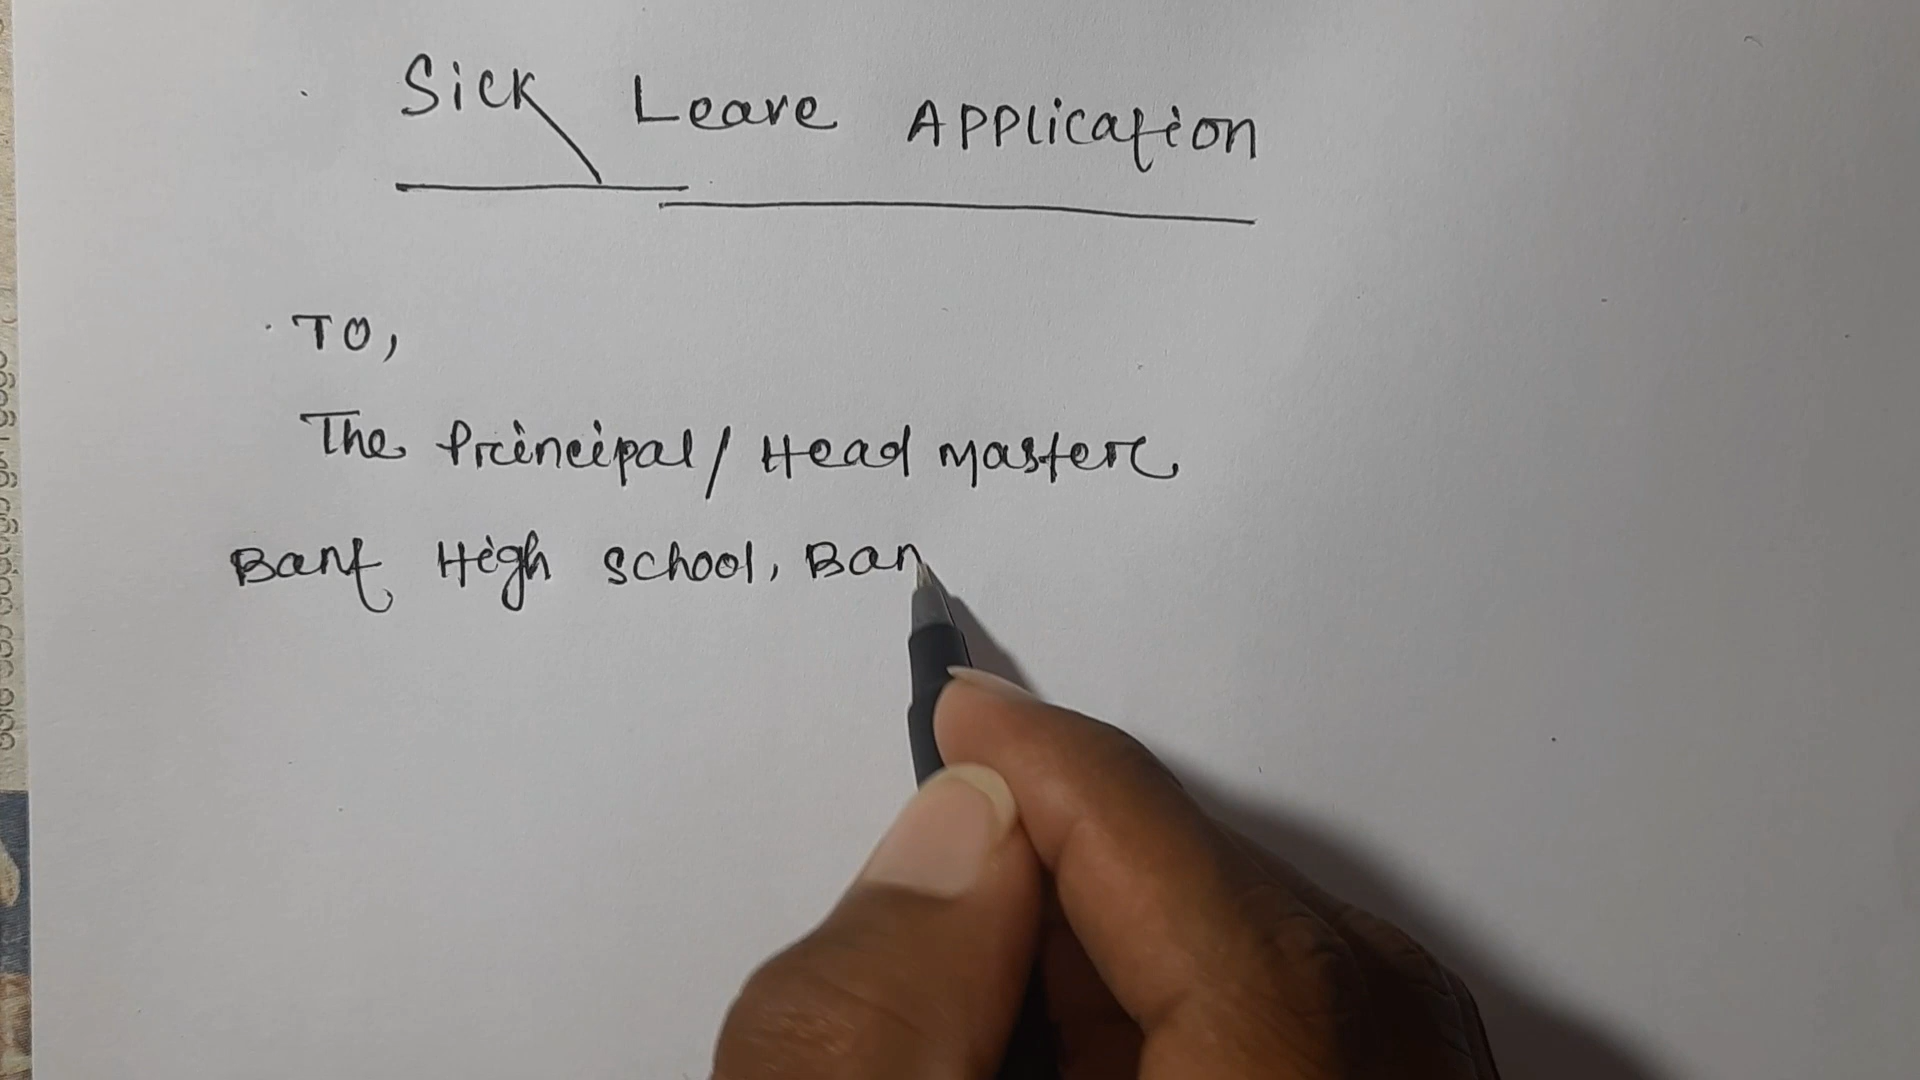 Sick Leave Application
To,
The Principal/Head Master
Bant High School, Ban